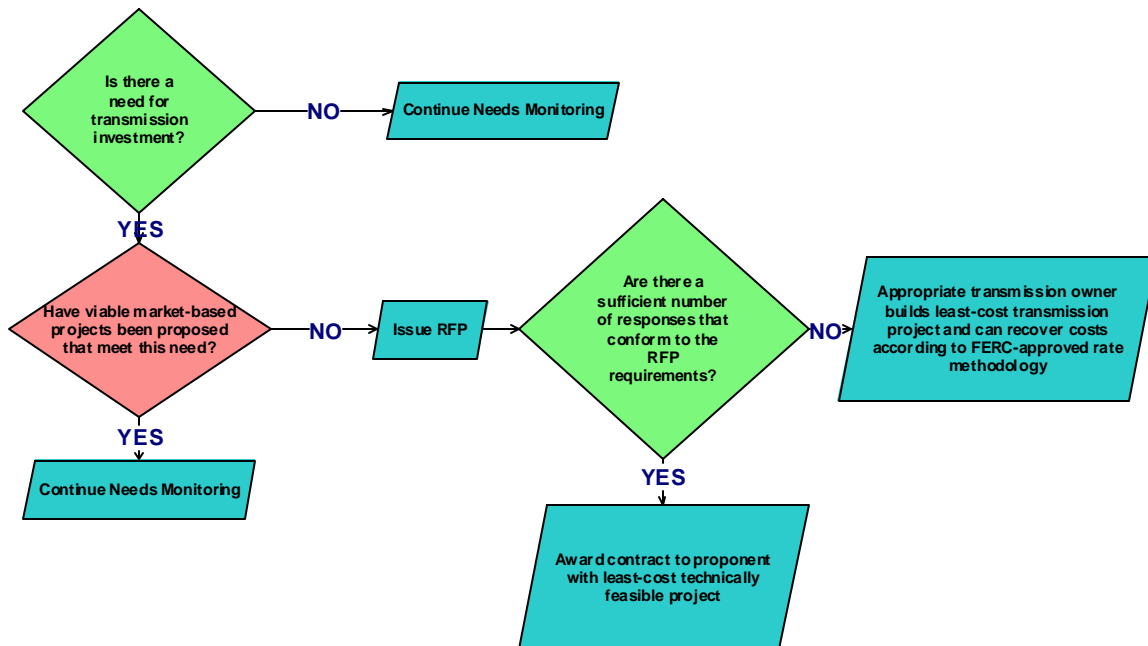 Is there a
need for
transmission
investment?
NO
Continue Needs Monitoring
YES
Have viable market-based
projects been proposed
that meet this need?
NO
Issue RFP
Are there a
sufficient number
of responses that
conform to the
RFP
requirements?
NO
Appropriate transmission owner
builds least-cost transmission
project and can recover costs
according to FERC-approved rate
methodology
YES
Continue Needs Monitoring
YES
Award contract to proponent
with least-cost technically
feasible project